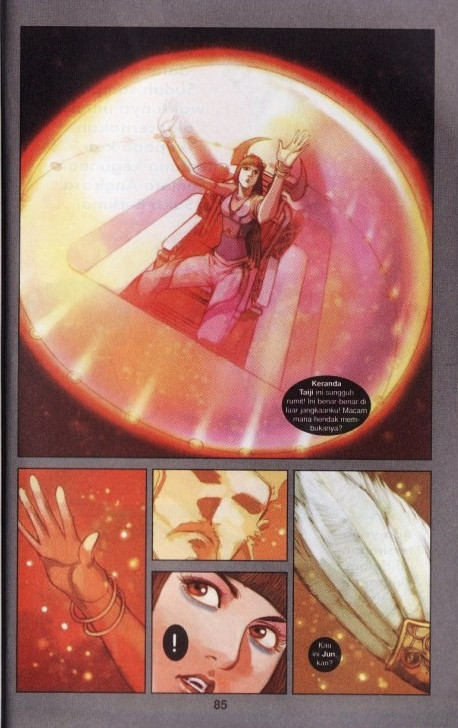 Keranda
Taiji ini sungguh
rumit! Ini benar-benar di
luar jangkaanku! Macam
mana hendak mem-
bukanya?
!
Kau
ini Jun,
kan?
85